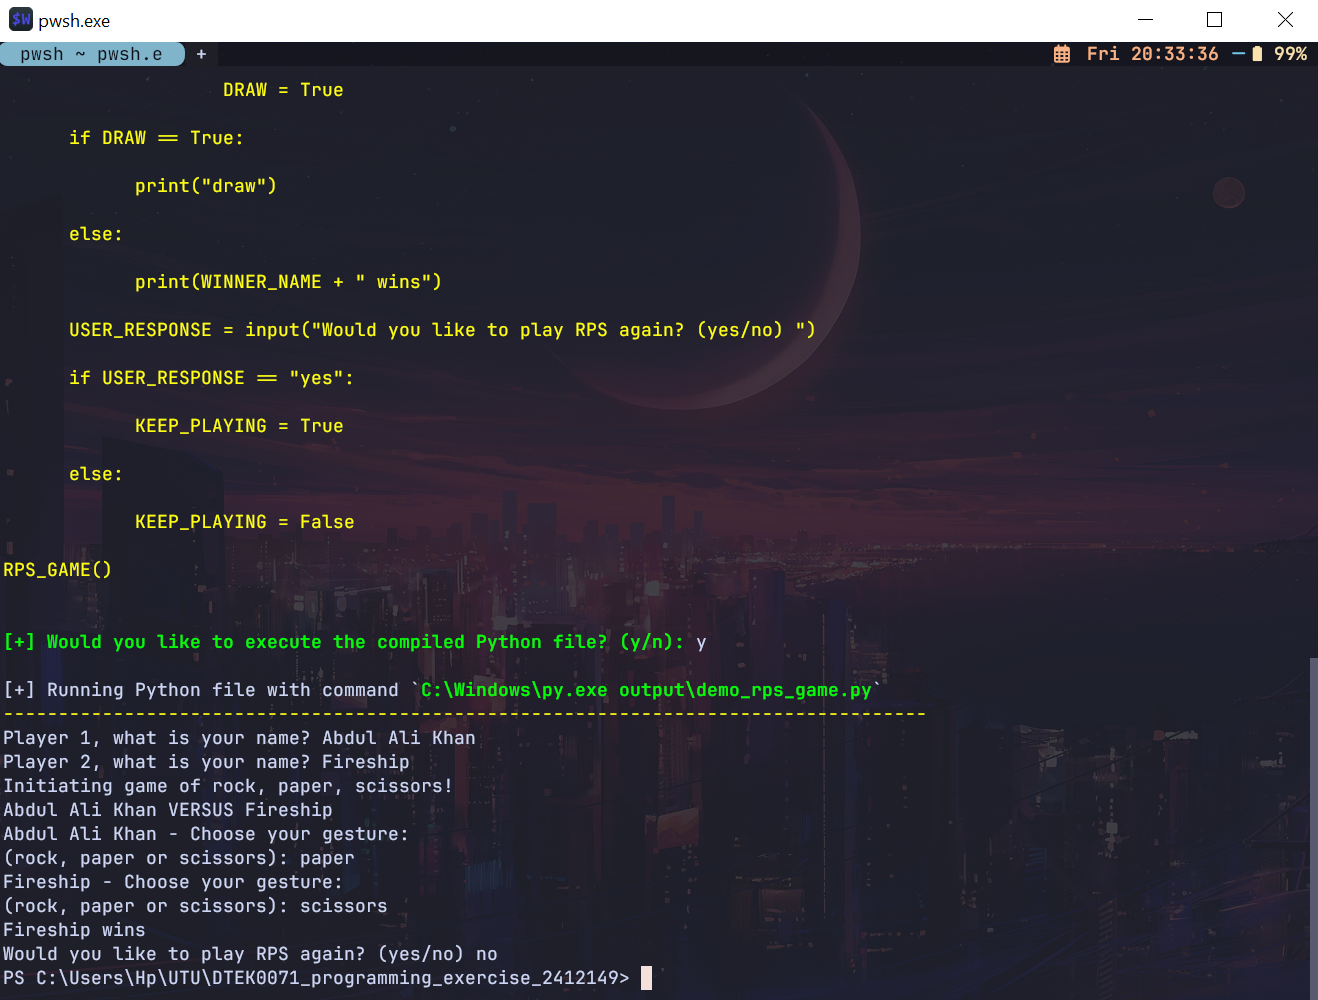 $W pwsh.exe
pwsh ~ pwsh.e + Fri 20:33:36 99%
DRAW = True
if DRAW == True:
print("draw")
else:
print(WINNER_NAME + " wins")
USER_RESPONSE = input("Would you like to play RPS again? (yes/no) ")
if USER_RESPONSE == "yes":
KEEP_PLAYING = True
else:
KEEP_PLAYING = False
RPS_GAME()
[+] Would you like to execute the compiled Python file? (y/n): y
[+] Running Python file with command `C:\Windows\py.exe output\demo_rps_game.py`
------------------------------------------------------------------------------------
Player 1, what is your name? Abdul Ali Khan
Player 2, what is your name? Fireship
Initiating game of rock, paper, scissors!
Abdul Ali Khan VERSUS Fireship
Abdul Ali Khan - Choose your gesture:
(rock, paper or scissors): paper
Fireship - Choose your gesture:
(rock, paper or scissors): scissors
Fireship wins
Would you like to play RPS again? (yes/no) no
PS C:\Users\Hp\UTU\DTEK0071_programming_exercise_2412149>